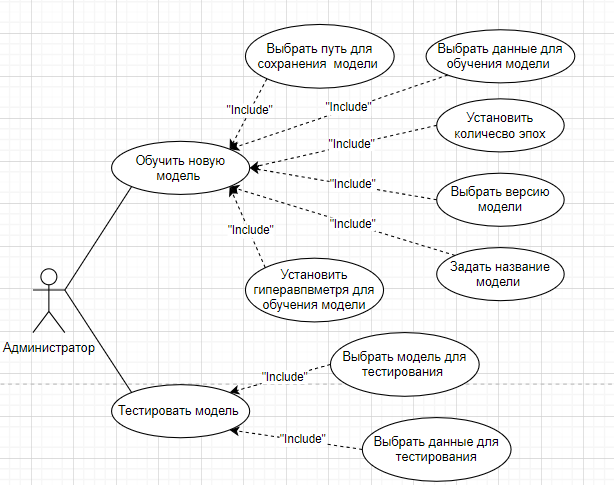 Выбрать путь для
сохранения модели
Выбрать данные для
обучения модели
"Include"
"Include"
Установить
количесво эпох
"Include"
Обучить новую
модель
"Include"
Выбрать версию
модели
"Include"
"Include"
Задать название
модели
Установить
гиперавпвметря для
обучения модели
Администратор
Выбрать модель для
тестирования
"Include"
Тестировать модель
"Include"
Выбрать данные для
тестирования